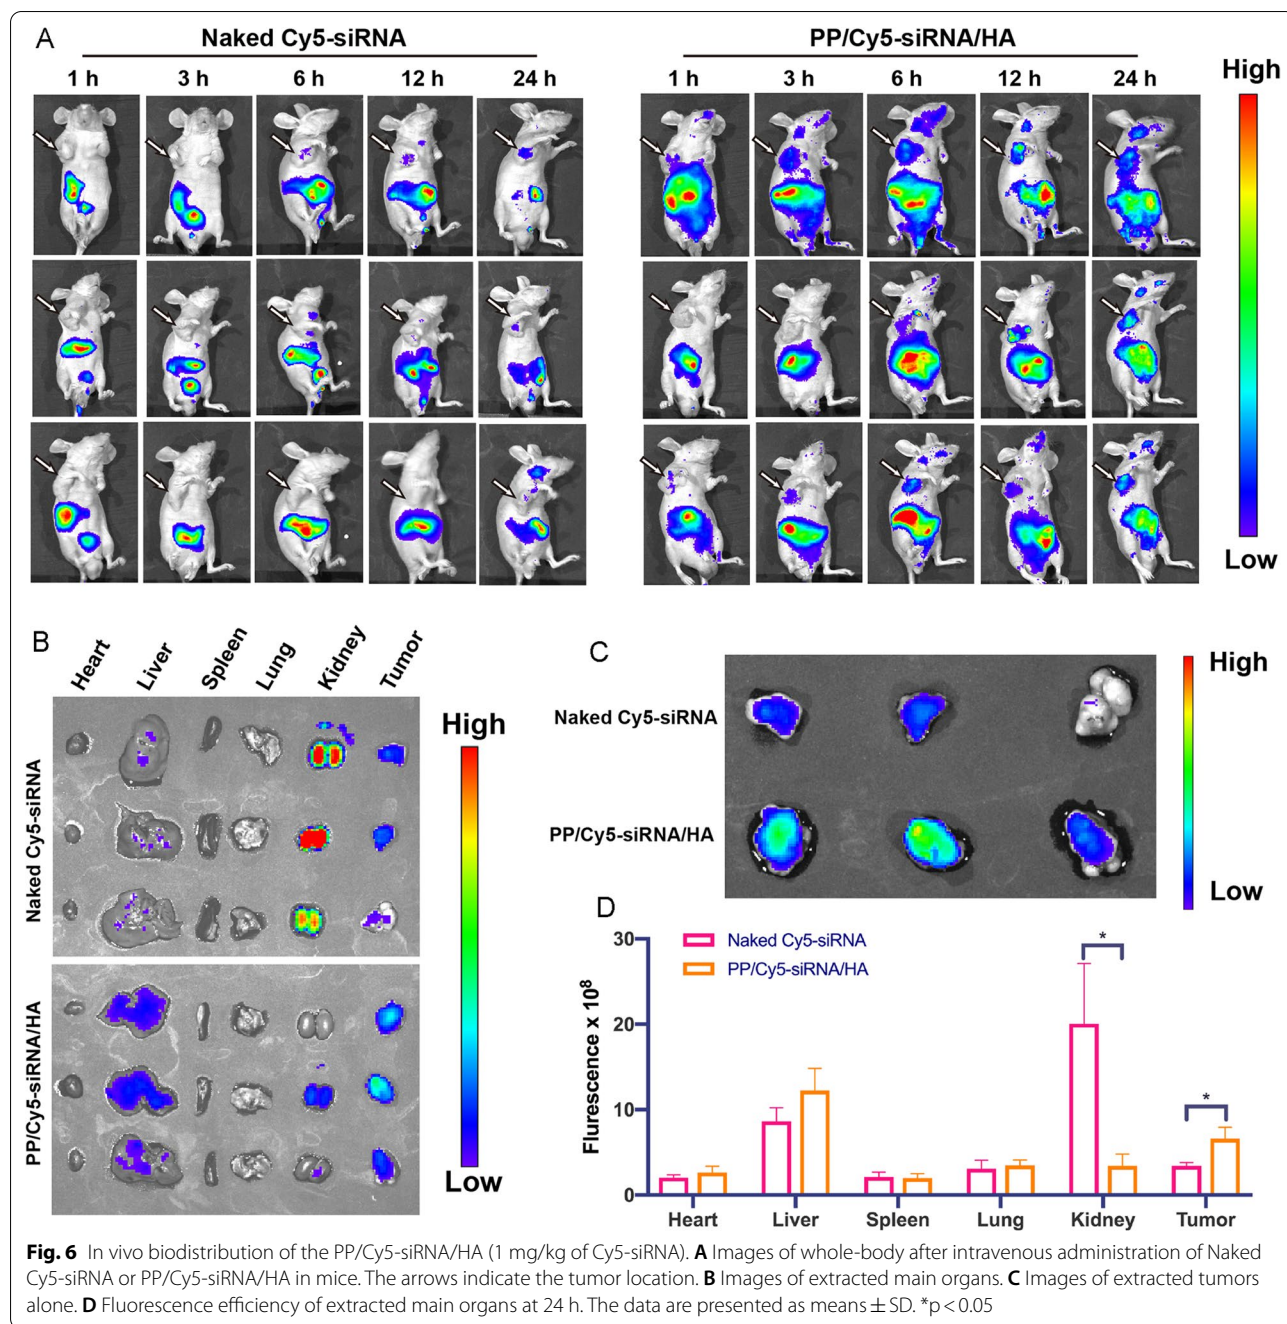 A
Naked Cy5-siRNA
PP/Cy5-siRNA/HA
1 h 3 h 6 h 12 h 24 h
1 h 3 h 6 h 12 h 24 h
High
Low
B
Heart Liver Spleen Lung Kidney Tumor
Naked Cy5-siRNA
PP/Cy5-siRNA/HA
High
Low
C
Naked Cy5-siRNA
PP/Cy5-siRNA/HA
High
Low
D
Naked Cy5-siRNA
PP/Cy5-siRNA/HA
Flurescence x 10⁸
30
20
10
0
*
*
Heart Liver Spleen Lung Kidney Tumor
Fig. 6 In vivo biodistribution of the PP/Cy5-siRNA/HA (1 mg/kg of Cy5-siRNA). A Images of whole-body after intravenous administration of Naked
Cy5-siRNA or PP/Cy5-siRNA/HA in mice. The arrows indicate the tumor location. B Images of extracted main organs. C Images of extracted tumors
alone. D Fluorescence efficiency of extracted main organs at 24 h. The data are presented as means ± SD. *p < 0.05